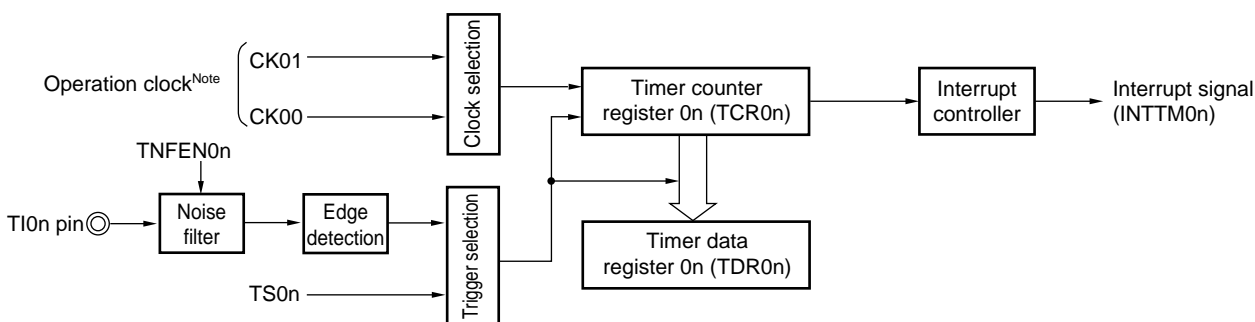 Operation clock^Note
CK01
CK00
Clock selection
Timer counter
register 0n (TCR0n)
Interrupt
controller
Interrupt signal
(INTTM0n)
TNFEN0n
TI0n pin
Noise
filter
Edge
detection
TS0n
Trigger selection
Timer data
register 0n (TDR0n)